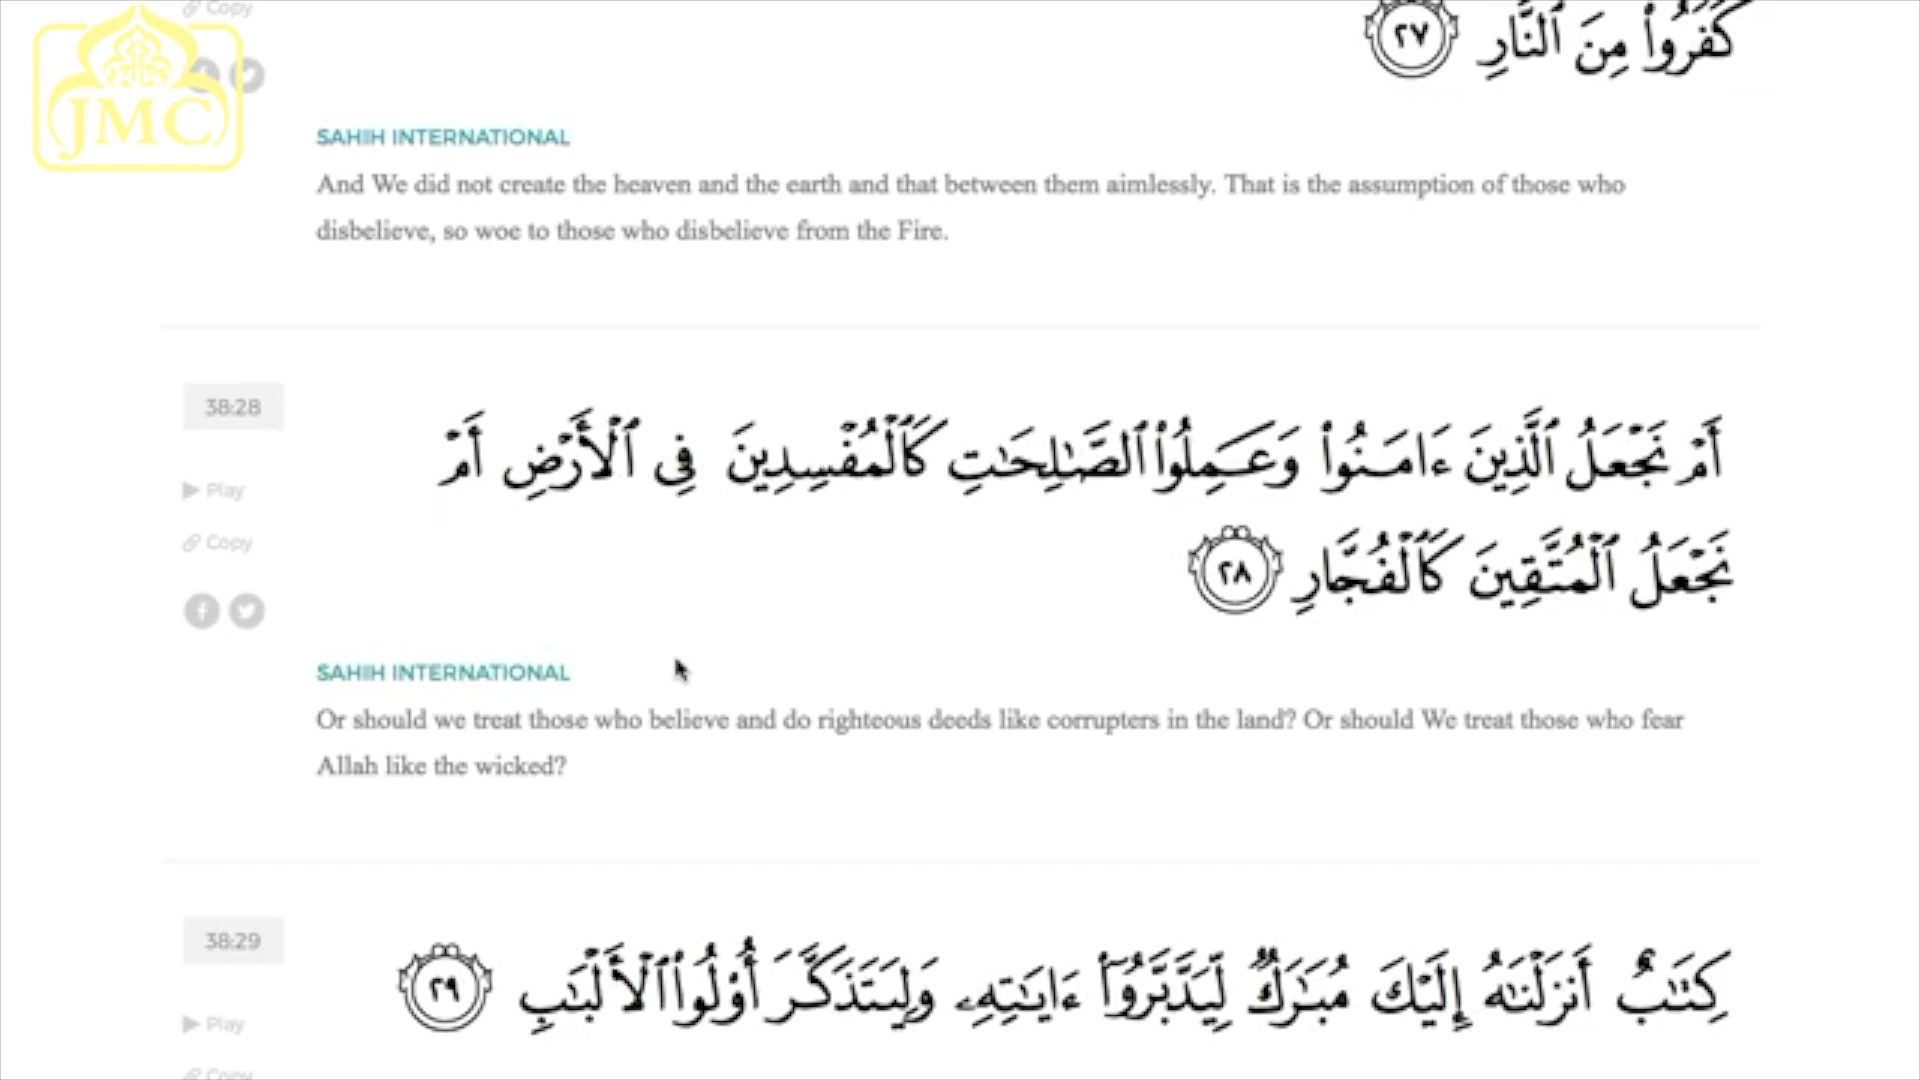 Copy
JMC
كَفَرُوا۟ مِنَ ٱلنَّارِ ٢٧
SAHIH INTERNATIONAL
And We did not create the heaven and the earth and that between them aimlessly. That is the assumption of those who
disbelieve, so woe to those who disbelieve from the Fire.
38:28
أَمْ نَجْعَلُ ٱلَّذِينَ ءَامَنُوا۟ وَعَمِلُوا۟ ٱلصَّـٰلِحَـٰتِ كَٱلْمُفْسِدِينَ فِى ٱلْأَرْضِ أَمْ
Play
Copy
نَجْعَلُ ٱلْمُتَّقِينَ كَٱلْفُجَّارِ ٢٨
SAHIH INTERNATIONAL
Or should we treat those who believe and do righteous deeds like corrupters in the land? Or should We treat those who fear
Allah like the wicked?
38:29
كِتَـٰبٌ أَنزَلْنَـٰهُ إِلَيْكَ مُبَـٰرَكٌ لِّيَدَّبَّرُوٓا۟ ءَايَـٰتِهِۦ وَلِيَتَذَكَّرَ أُو۟لُوا۟ ٱلْأَلْبَـٰبِ ٢٩
Play
Copy